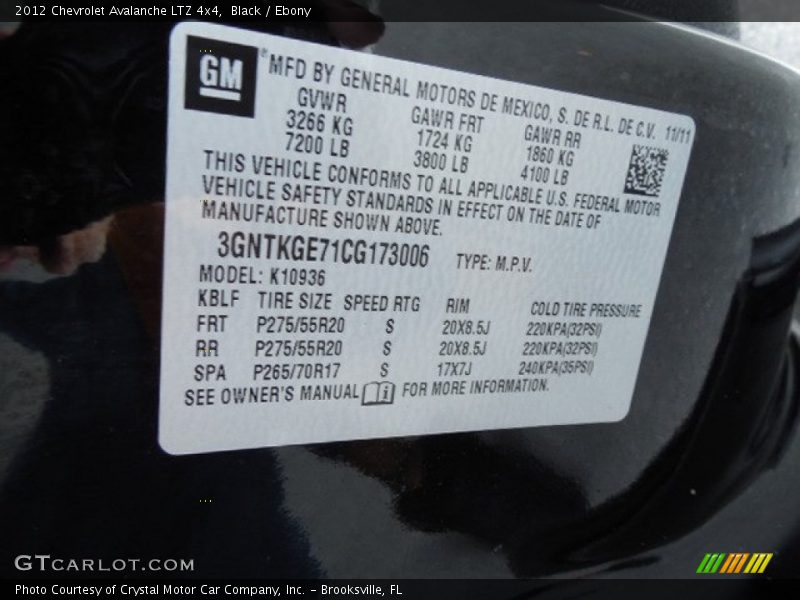 2012 Chevrolet Avalanche LTZ 4x4, Black / Ebony
GM
® MFD BY GENERAL MOTORS DE MEXICO, S. DE R.L. DE C.V. 11/11
GVWR GAWR FRT GAWR RR
3266 KG 1724 KG 1860 KG
7200 LB 3800 LB 4100 LB
THIS VEHICLE CONFORMS TO ALL APPLICABLE U.S. FEDERAL MOTOR
VEHICLE SAFETY STANDARDS IN EFFECT ON THE DATE OF
MANUFACTURE SHOWN ABOVE.
3GNTKGE71CG173006 TYPE: M.P.V.
MODEL: K10936
KBLF TIRE SIZE SPEED RTG RIM COLD TIRE PRESSURE
FRT P275/55R20 S 20X8.5J 220KPA(32PSI)
RR P275/55R20 S 20X8.5J 220KPA(32PSI)
SPA P265/70R17 S 17X7J 240KPA(35PSI)
SEE OWNER'S MANUAL i FOR MORE INFORMATION.
GTCARLOT.COM
Photo Courtesy of Crystal Motor Car Company, Inc. – Brooksville, FL